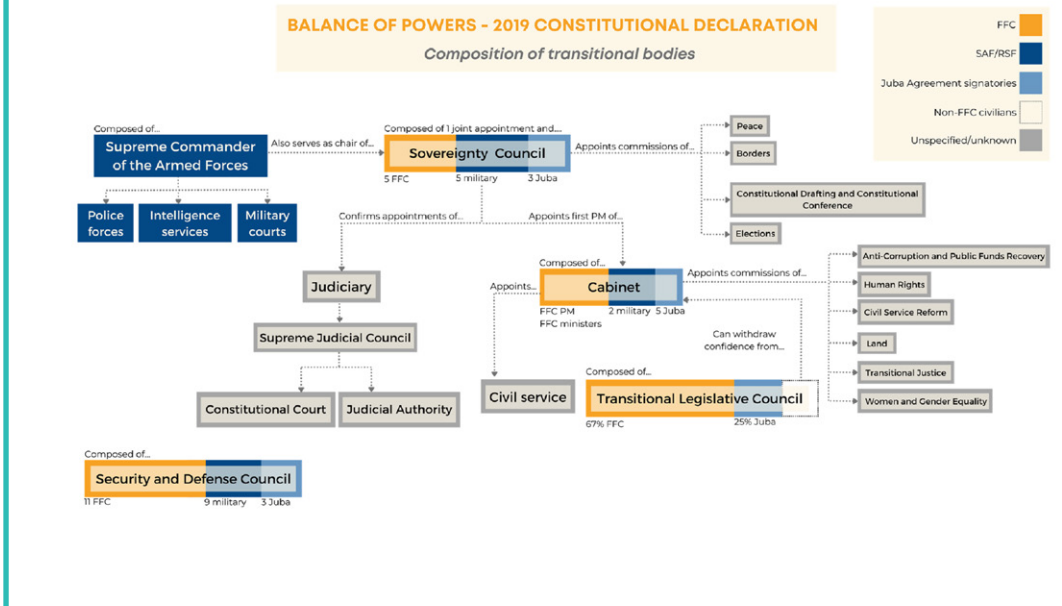 BALANCE OF POWERS - 2019 CONSTITUTIONAL DECLARATION
Composition of transitional bodies
FFC
SAF/RSF
Juba Agreement signatories
Non-FFC civilians
Unspecified/unknown
Composed of...
Supreme Commander
of the Armed Forces
Also serves as chair of...
Composed of 1 joint appointment and....
Sovereignty Council
5 FFC
5 military
3 Juba
Appoints commissions of...
Peace
Borders
Constitutional Drafting and Constitutional
Conference
Elections
Police
forces
Intelligence
services
Military
courts
Confirms appointments of...
Appoints first PM of...
Judiciary
Supreme Judicial Council
Constitutional Court
Judicial Authority
Composed of...
Cabinet
FFC PM
FFC ministers
2 military
5 Juba
Appoints...
Civil service
Appoints commissions of...
Anti-Corruption and Public Funds Recovery
Human Rights
Civil Service Reform
Land
Transitional Justice
Women and Gender Equality
Can withdraw
confidence from...
Composed of...
Transitional Legislative Council
67% FFC
25% Juba
Composed of...
Security and Defense Council
11 FFC
9 military
3 Juba